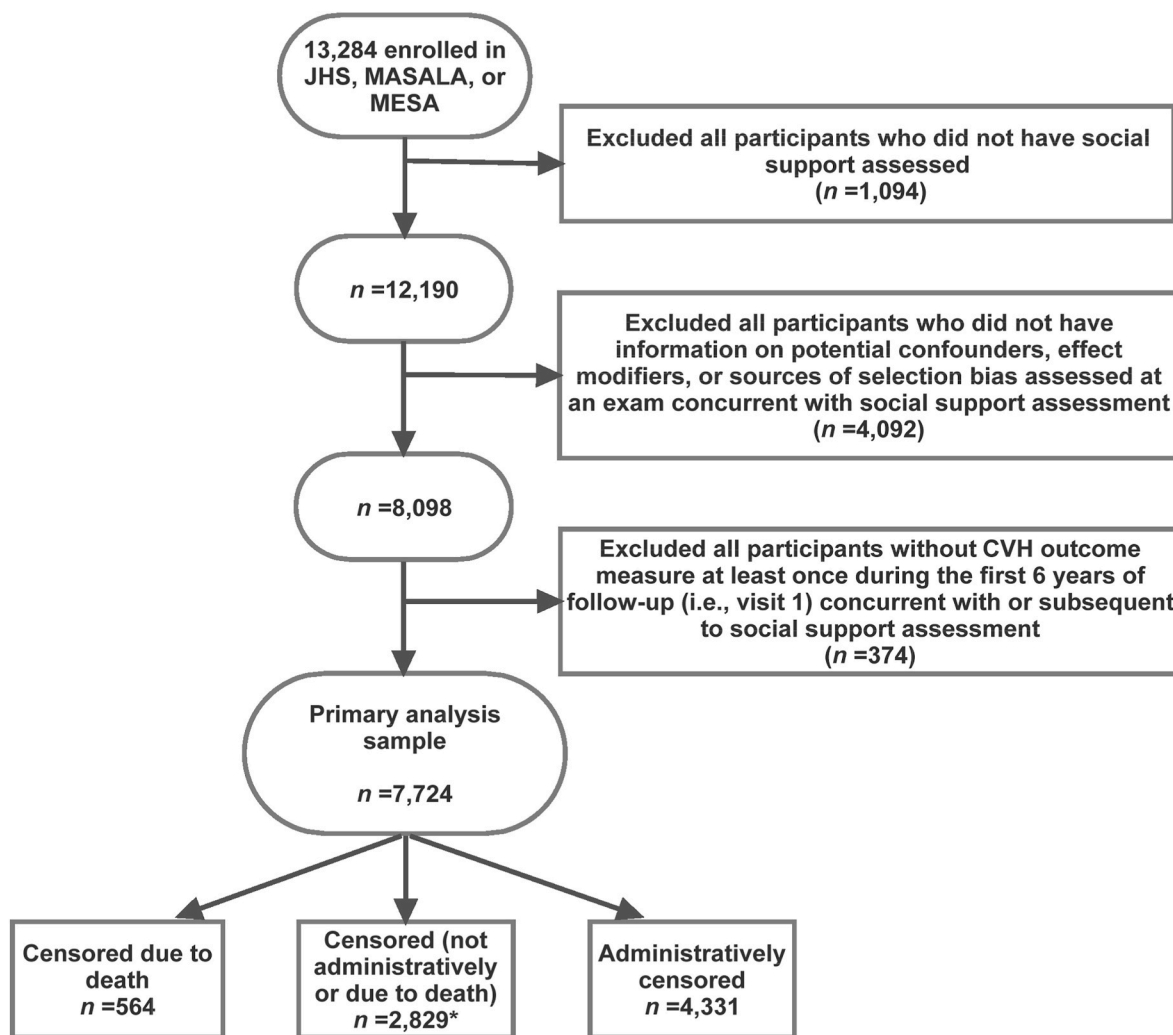 13,284 enrolled in
JHS, MASALA, or
MESA
Excluded all participants who did not have social
support assessed
(n =1,094)
n =12,190
Excluded all participants who did not have
information on potential confounders, effect
modifiers, or sources of selection bias assessed at
an exam concurrent with social support assessment
(n =4,092)
n =8,098
Excluded all participants without CVH outcome
measure at least once during the first 6 years of
follow-up (i.e., visit 1) concurrent with or subsequent
to social support assessment
(n =374)
Primary analysis
sample
n =7,724
Censored due to
death
n =564
Censored (not
administratively
or due to death)
n =2,829*
Administratively
censored
n =4,331